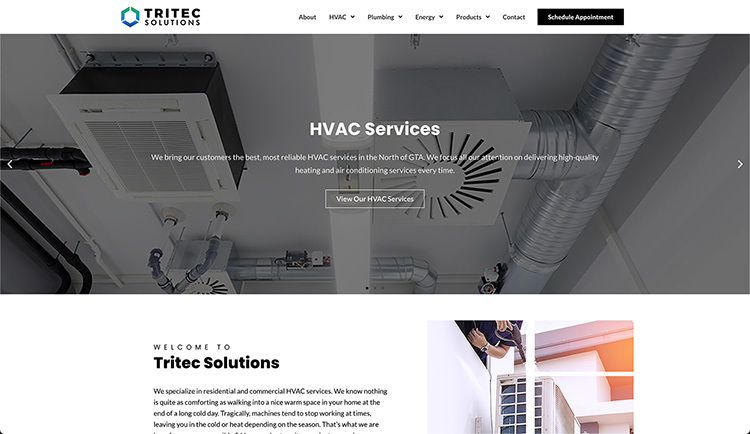 TRITEC
SOLUTIONS
About HVAC Plumbing Energy Products Contact Schedule Appointment
HVAC Services
We bring our customers the best, most reliable HVAC services in the North of GTA. We focus all our attention on delivering high-quality
heating and air conditioning services every time.
View Our HVAC Services
WELCOME TO
Tritec Solutions
We specialize in residential and commercial HVAC services. We know nothing
is quite as comforting as walking into a nice warm space in your home at the
end of a long cold day. Tragically, machines tend to stop working at times,
leaving you in the cold or heat depending on the season. That's what we are